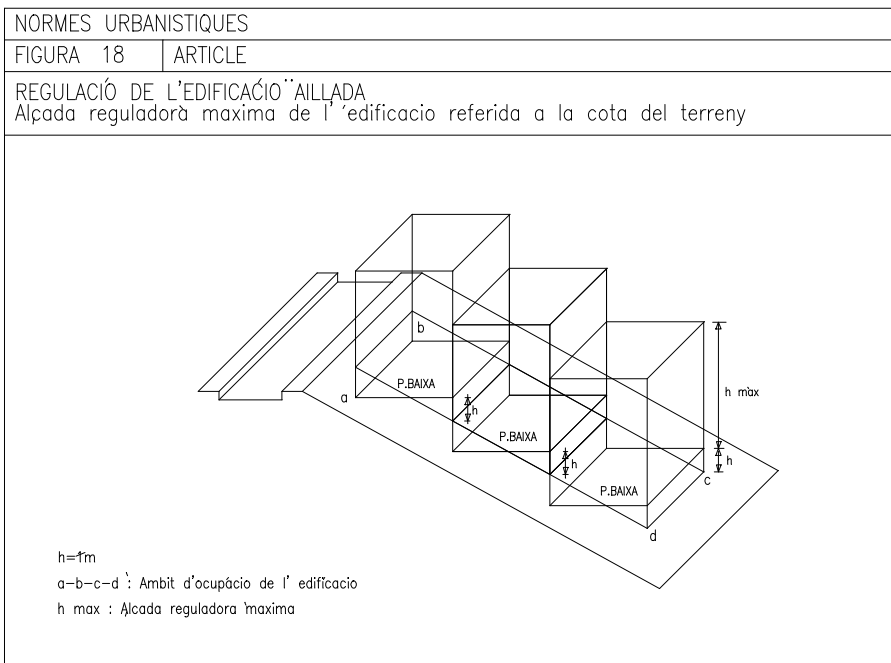 NORMES URBANISTIQUES
FIGURA 18 ARTICLE
REGULACIÓ DE L'EDIFICACÍO ¨AILLADA
Alçada reguladorà maxima de l' ´edificacio referida a la cota del terreny
b
a
P.BAIXA
h
P.BAIXA
h
P.BAIXA
h màx
h
c
d
h=1m
a-b-c-d : Ambit d'ocupácio de l' edificacio
h max : Alcada reguladora maxima